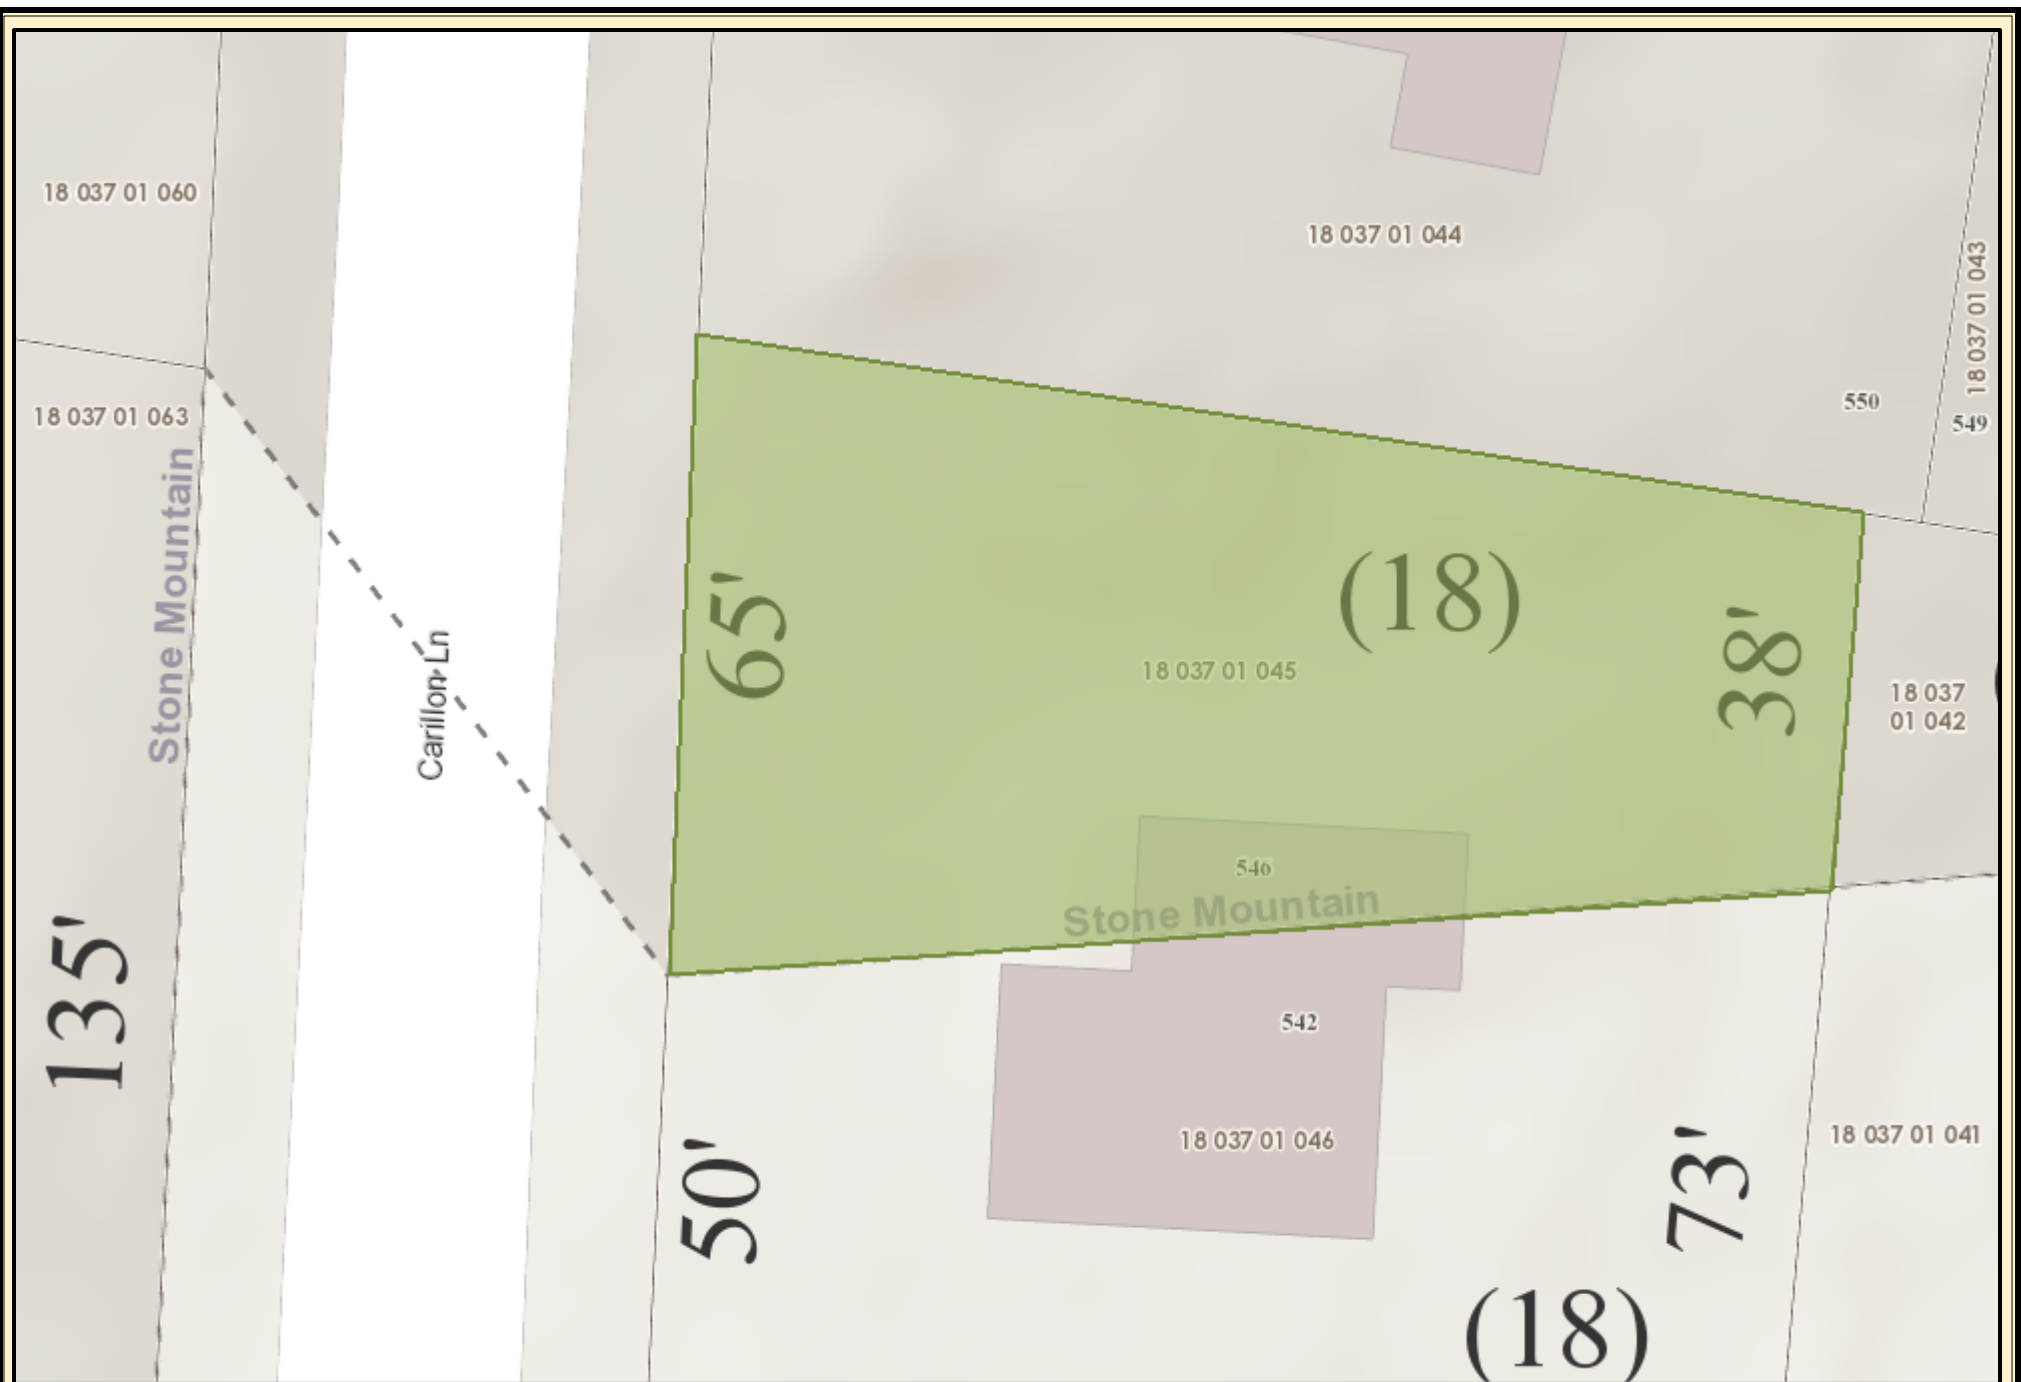 18 037 01 060
18 037 01 044
18 037 01 043
550
549
18 037 01 063
Stone Mountain
Carillon Ln
65'
(18)
18 037 01 045
38'
18 037
01 042
546
Stone Mountain
542
135'
50'
18 037 01 046
73'
18 037 01 041
(18)